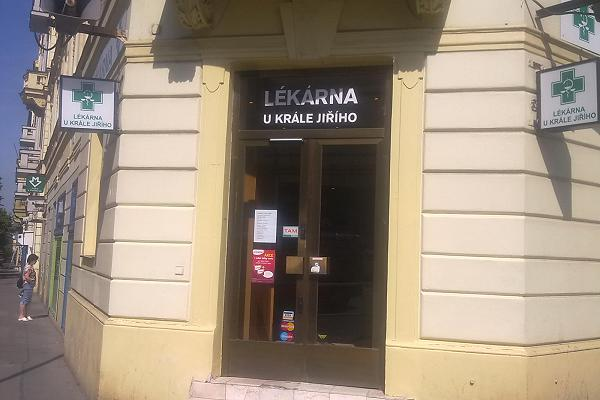 LÉKÁRNA
U KRÁLE JIŘÍHO
LÉKÁRNA
U KRÁLE JIŘÍHO
LÉKÁRNA
U KRÁLE JIŘÍHO
TAM